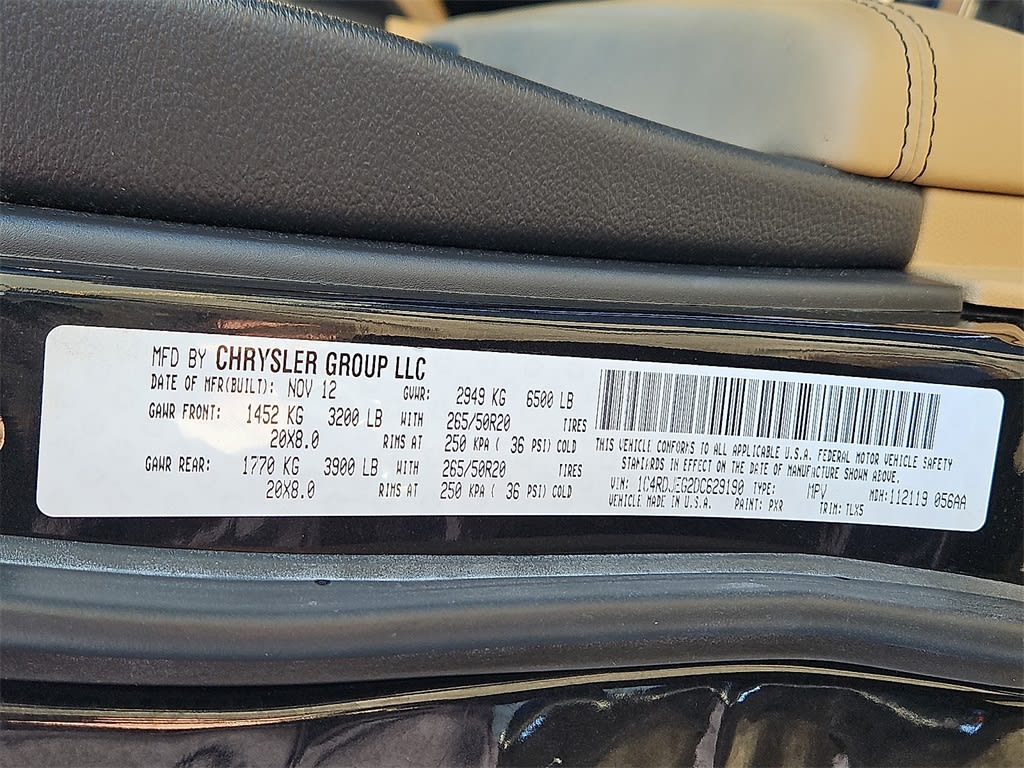 MFD BY CHRYSLER GROUP LLC
DATE OF MFR(BUILT): NOV 12 GVWR: 2949 KG 6500 LB
GAWR FRONT: 1452 KG 3200 LB WITH 265/50R20 TIRES
20X8.0 RIMS AT 250 KPA ( 36 PSI) COLD
GAWR REAR: 1770 KG 3900 LB WITH 265/50R20 TIRES
20X8.0 RIMS AT 250 KPA ( 36 PSI) COLD
THIS VEHICLE CONFORMS TO ALL APPLICABLE U.S.A. FEDERAL MOTOR VEHICLE SAFETY
STANDARDS IN EFFECT ON THE DATE OF MANUFACTURE SHOWN ABOVE.
VIN: 1C4RDJEG2DC629190 TYPE: MPV MDH:112119 056AA
VEHICLE MADE IN U.S.A. PAINT: PXR TRIM: TLX5